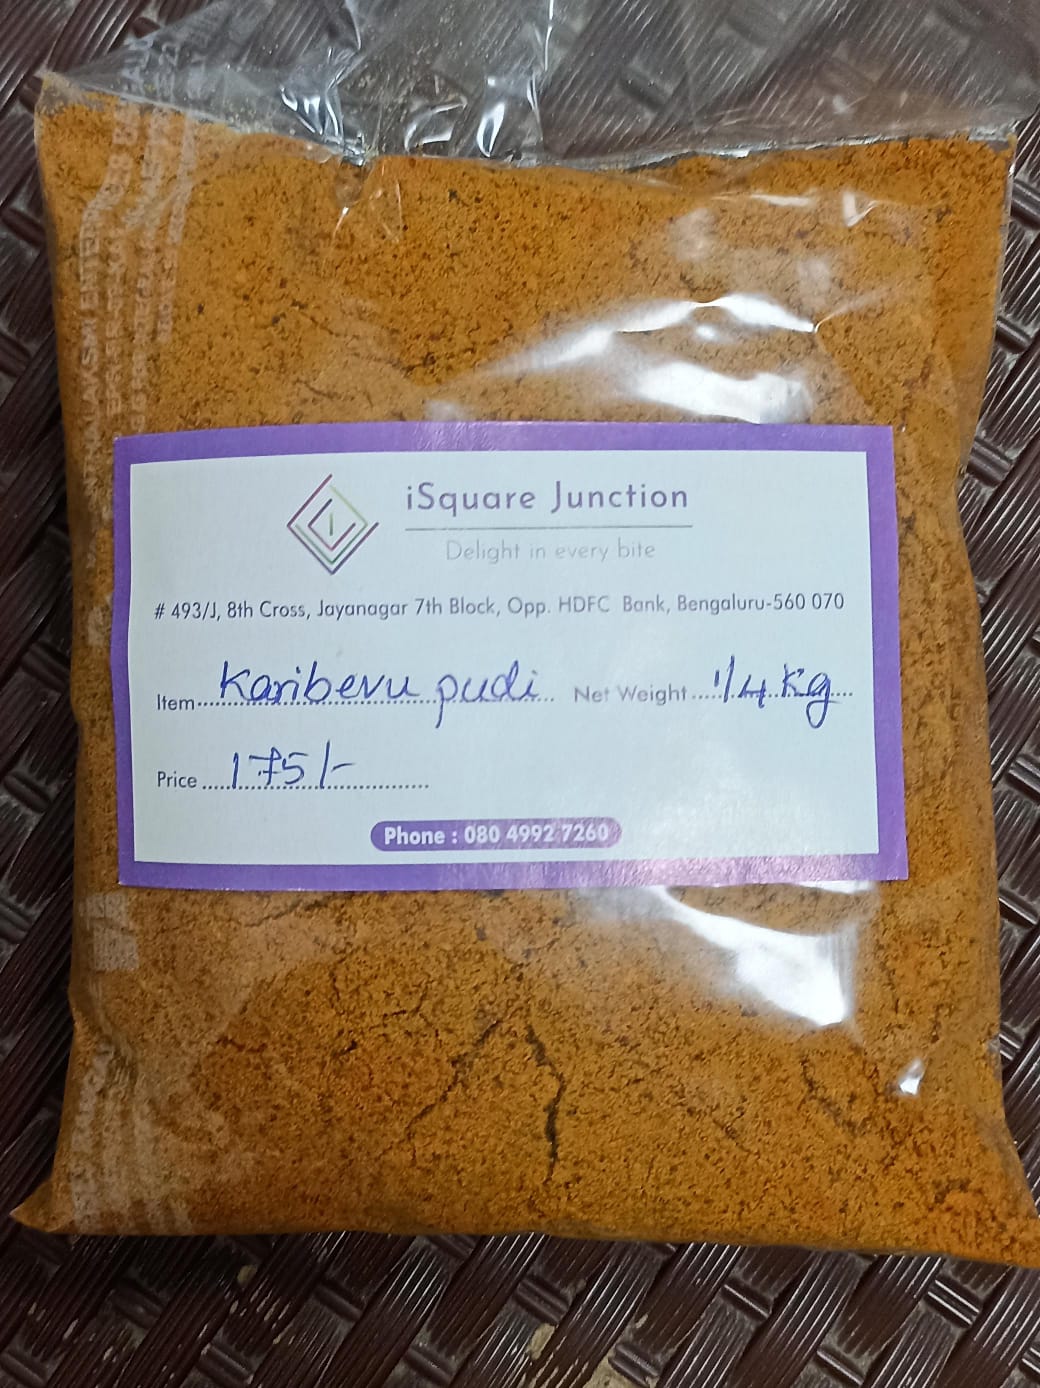 iSquare Junction
Delight in every bite
# 493/J, 8th Cross, Jayanagar 7th Block, Opp. HDFC Bank, Bengaluru-560 070
Item Karibevu pudi Net Weight 1/4 Kg
Price 175/-
Phone : 080 4992 7260